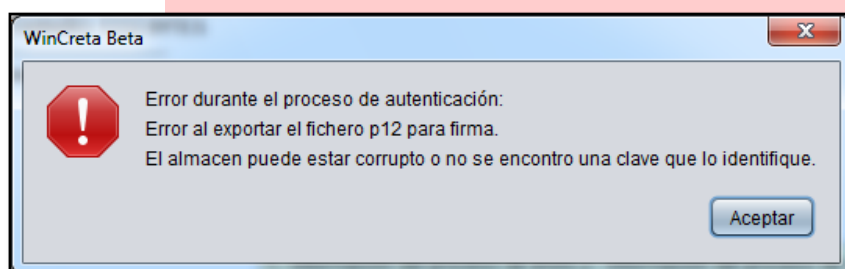 WinCreta Beta
Error durante el proceso de autenticación:
Error al exportar el fichero p12 para firma.
El almacen puede estar corrupto o no se encontro una clave que lo identifique.
Aceptar